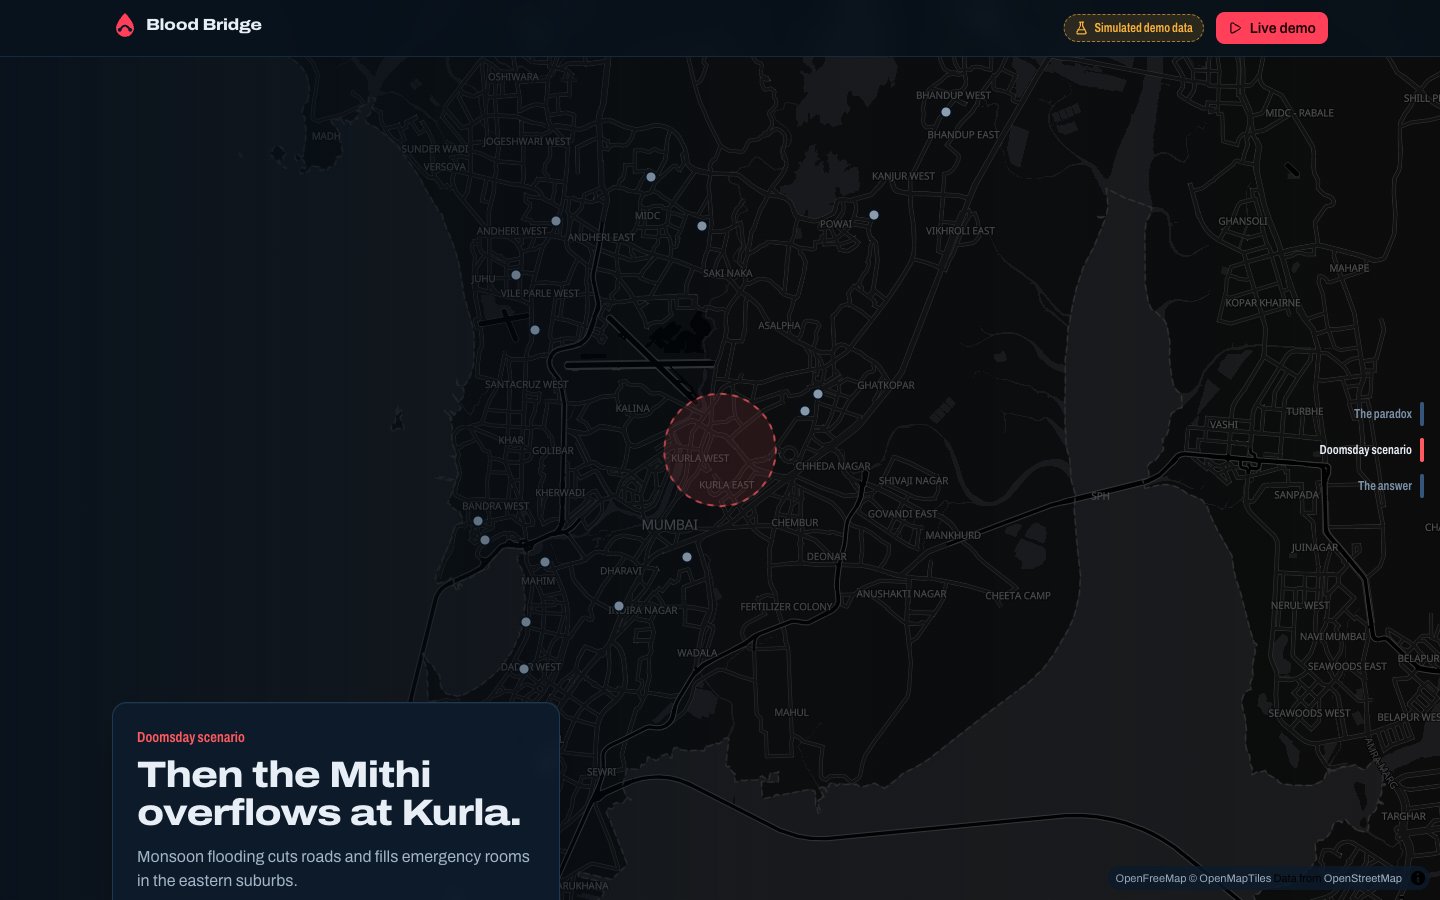 Blood Bridge
Simulated demo data
Live demo
OSHIWARA
BHANDUP WEST
MIDC - RABALE
MADH
JOGESHWARI WEST
BHANDUP EAST
SUNDER WADI
VERSOVA
KANJUR WEST
MIDC
POWAI
GHANSOLI
ANDHERI WEST
ANDHERI EAST
VIKHROLI EAST
JUHU
SAKI NAKA
MAHAPE
VILE PARLE WEST
KOPAR KHAIRNE
ASALPHA
SANTACRUZ WEST
GHATKOPAR
KALINA
TURBHE
The paradox
VASHI
KHAR
GOLIBAR
Doomsday scenario
KURLA WEST
CHHEDA NAGAR
KURLA EAST
SHIVAJI NAGAR
The answer
KHERWADI
SPH
SANPADA
BANDRA WEST
GOVANDI EAST
MUMBAI
CHEMBUR
MANKHURD
JUINAGAR
DEONAR
DHARAVI
MAHIM
ANUSHAKTI NAGAR
CHEETA CAMP
FERTILIZER COLONY
NERUL WEST
NAVI MUMBAI
WADALA
SEAWOODS EAST
BELAPUR
MAHUL
SEAWOODS WEST
BELAPUR WES
Doomsday scenario
AMRA MARG
SEWRI
Then the Mithi
overflows at Kurla.
TARGHAR
Monsoon flooding cuts roads and fills emergency rooms
in the eastern suburbs.
OpenFreeMap © OpenMapTiles Data from OpenStreetMap
ARUKHANA